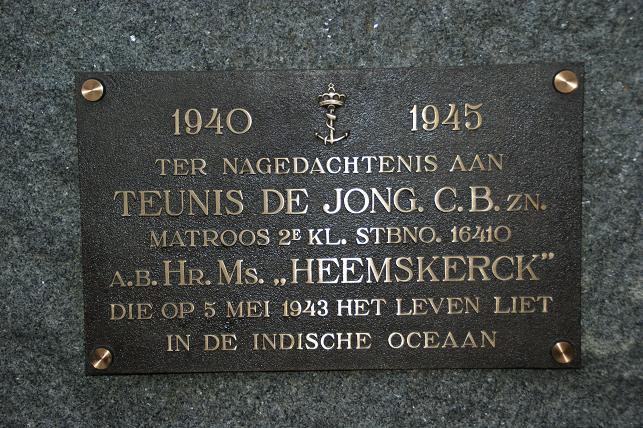 1940 1945
TER NAGEDACHTENIS AAN
TEUNIS DE JONG. C.B. ZN.
MATROOS 2E KL. STBNO. 16410
A.B. HR. MS. „HEEMSKERCK”
DIE OP 5 MEI 1943 HET LEVEN LIET
IN DE INDISCHE OCEAAN